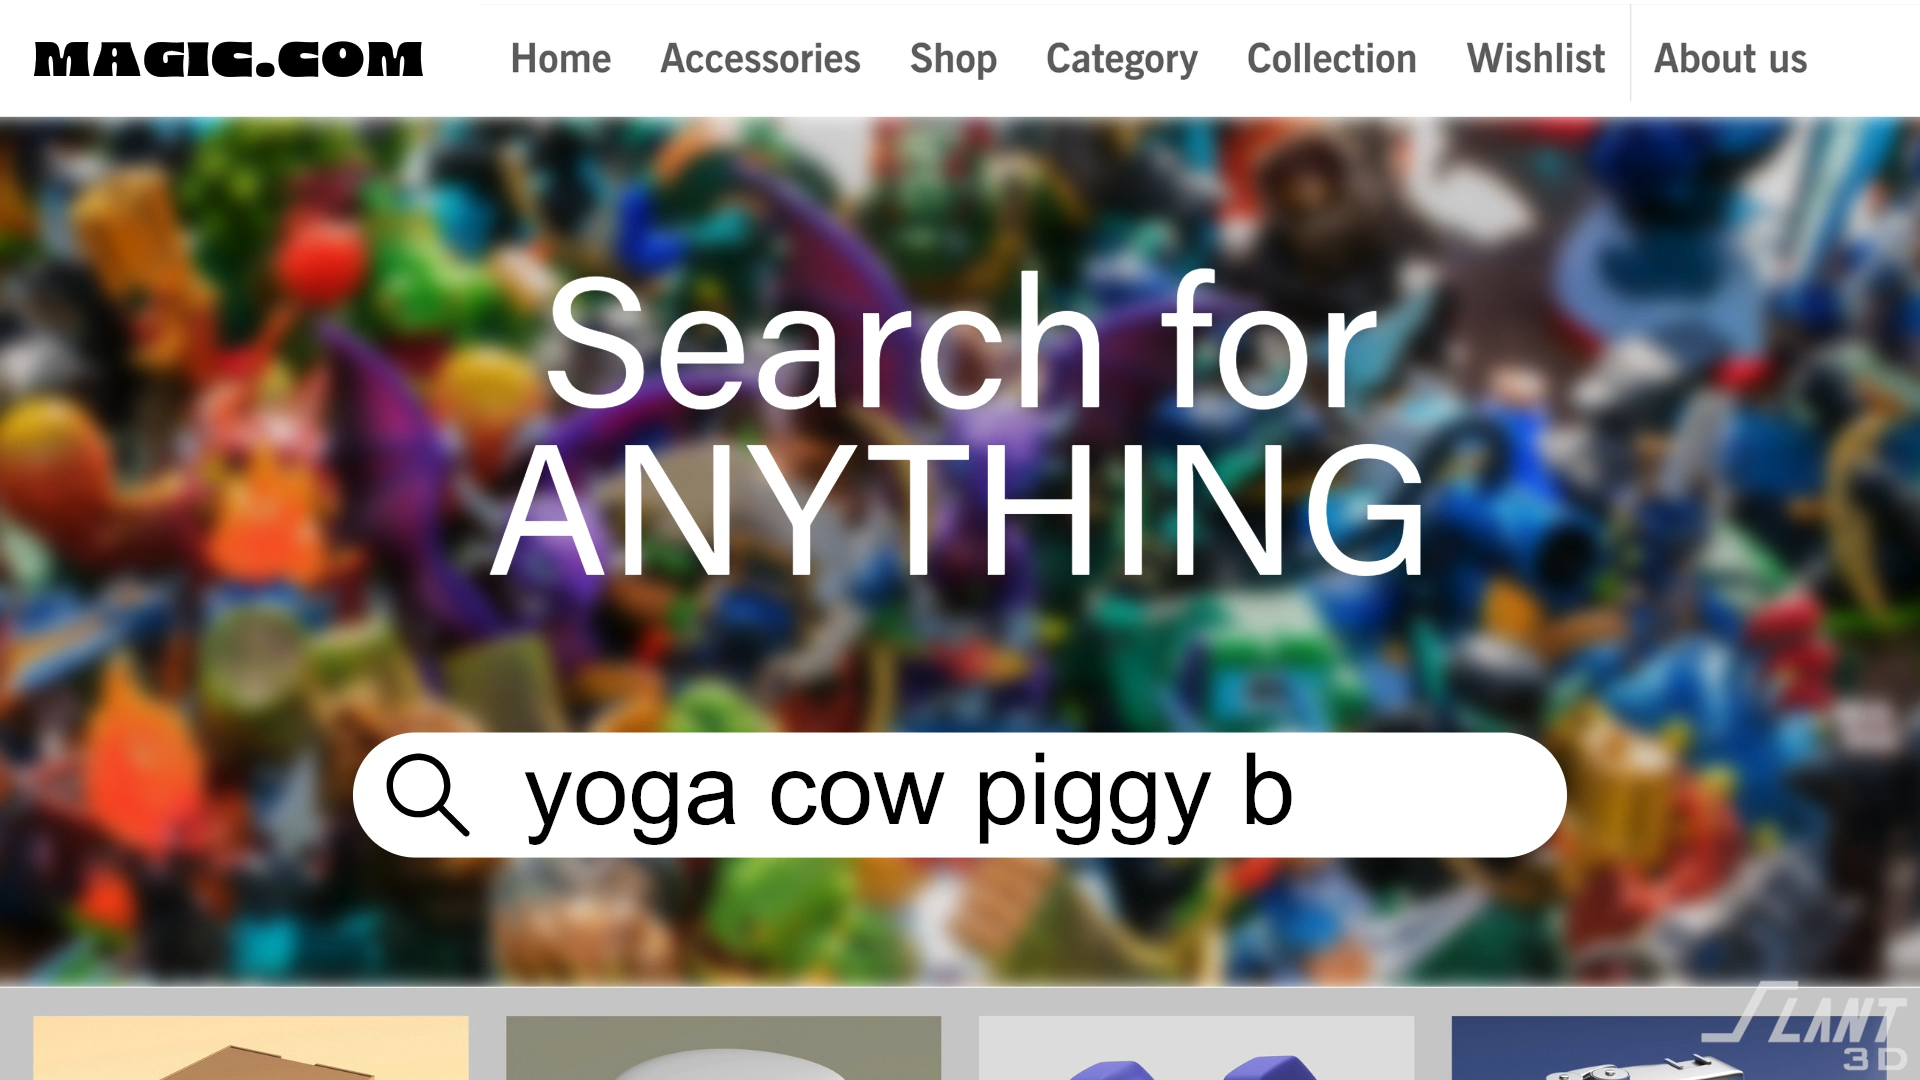 MAGIC.COM Home Accessories Shop Category Collection Wishlist About us
Search for
ANYTHING
yoga cow piggy b
SLANT
3D